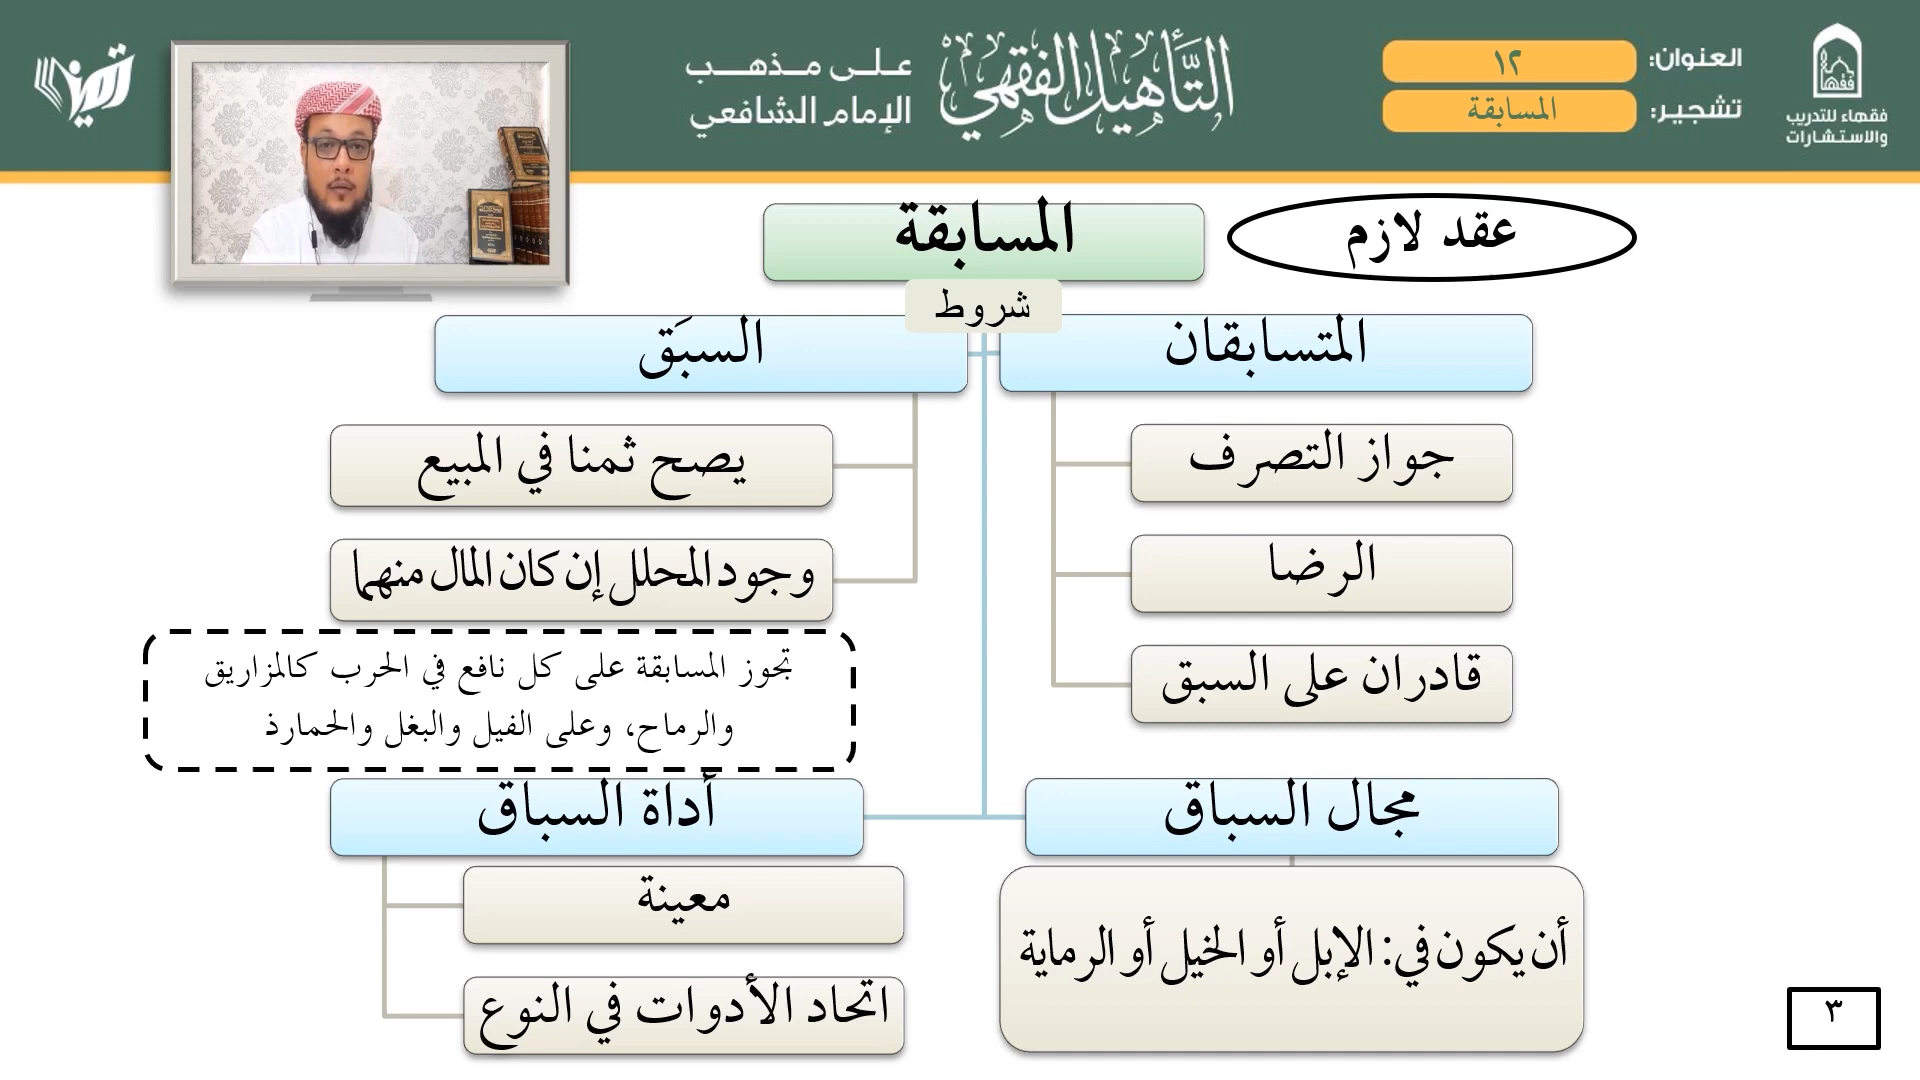 فقهاء للتدريب
والاستشارات
العنوان: ١٢
تشجير: المسابقة
التأهيل الفقهي
على مذهب
الإمام الشافعي
تميز
عقد لازم
المسابقة
شروط
المتسابقان
جواز التصرف
الرضا
قادران على السبق
السبَق
يصح ثمنا في المبيع
وجود المحلل إن كان المال منهما
تجوز المسابقة على كل نافع في الحرب كالمزاريق
والرماح، وعلى الفيل والبغل والحمارذ
مجال السباق
أن يكون في: الإبل أو الخيل أو الرماية
أداة السباق
معينة
اتحاد الأدوات في النوع
٣